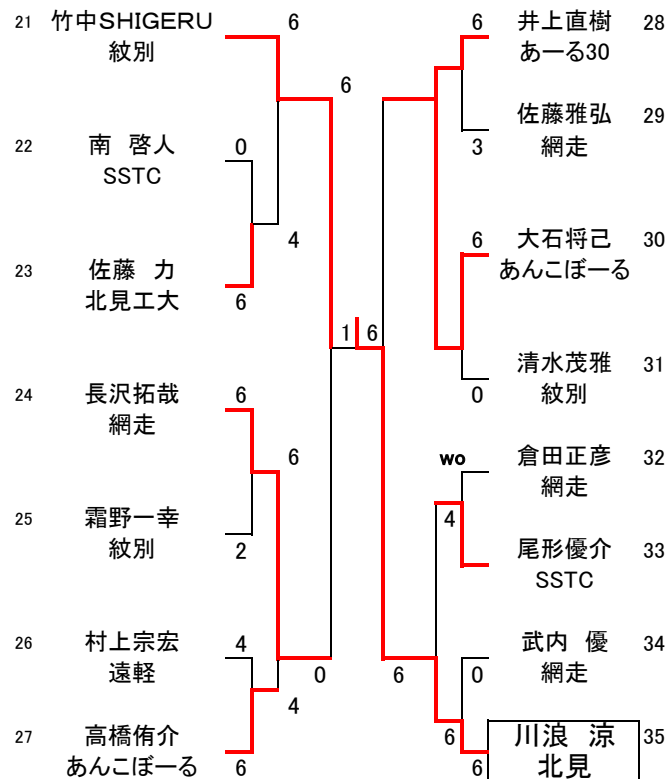 21 竹中SHIGERU 6
紋別
6
22 南 啓人 0
SSTC
4
23 佐藤 力
北見工大 6
1 6
24 長沢拓哉 6
網走
6
25 霜野一幸
紋別 2
26 村上宗宏 4
遠軽
0
4
27 高橋侑介
あんこぼーる 6
6 井上直樹 28
あーる30
佐藤雅弘 29
3 網走
6 大石将己 30
あんこぼーる
清水茂雅 31
0 紋別
wo 倉田正彦 32
網走
4
尾形優介 33
SSTC
武内 優 34
6 0 網走
6 川浪 涼 35
6 北見